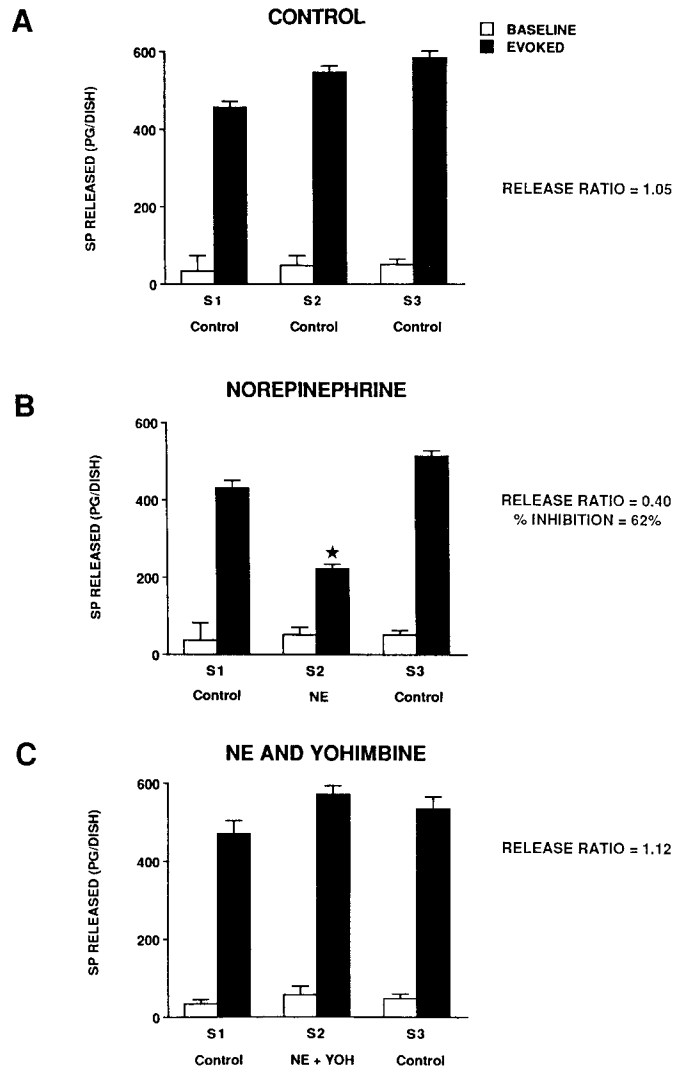 A
CONTROL
BASELINE
EVOKED
SP RELEASED (PG/DISH)
600
400
200
0
S1
S2
S3
Control
Control
Control
RELEASE RATIO = 1.05
B
NOREPINEPHRINE
SP RELEASED (PG/DISH)
600
400
200
0
S1
S2
S3
Control
NE
Control
RELEASE RATIO = 0.40
% INHIBITION = 62%
C
NE AND YOHIMBINE
SP RELEASED (PG/DISH)
600
400
200
0
S1
S2
S3
Control
NE + YOH
Control
RELEASE RATIO = 1.12